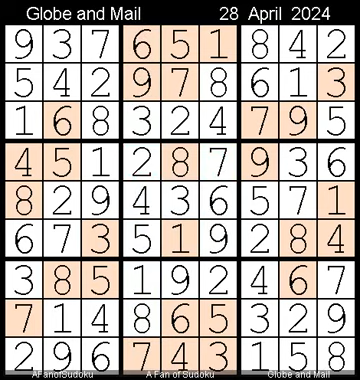 Globe and Mail 28 April 2024
9 3 7 6 5 1 8 4 2
5 4 2 9 7 8 6 1 3
1 6 8 3 2 4 7 9 5
4 5 1 2 8 7 9 3 6
8 2 9 4 3 6 5 7 1
6 7 3 5 1 9 2 8 4
3 8 5 1 9 2 4 6 7
7 1 4 8 6 5 3 2 9
2 9 6 7 4 3 1 5 8
AFanofSudoku A Fan of Sudoku Globe and Mail